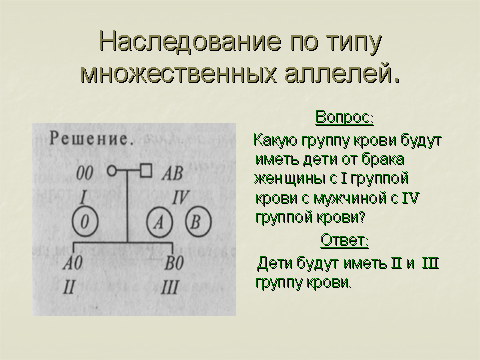 Наследование по типу
множественных аллелей.
Решение.
00 AB
I IV
0 A B
A0 B0
II III
Вопрос:
Какую группу крови будут
иметь дети от брака
женщины с I группой
крови с мужчиной с IV
группой крови?
Ответ:
Дети будут иметь II и III
группу крови.